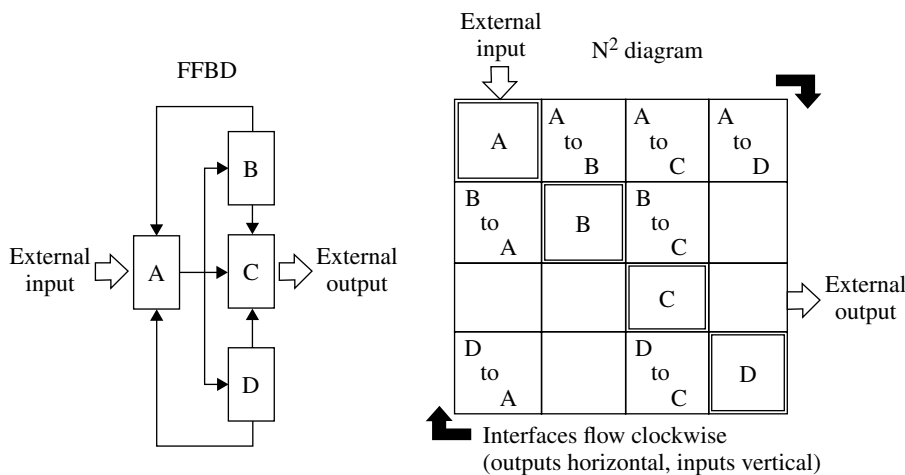 FFBD
B
External
input
A
C
External
output
D
External
input
N² diagram
A
A
to
B
A
to
C
A
to
D
B
to
A
B
B
to
C
C
External
output
D
to
A
D
to
C
D
Interfaces flow clockwise
(outputs horizontal, inputs vertical)